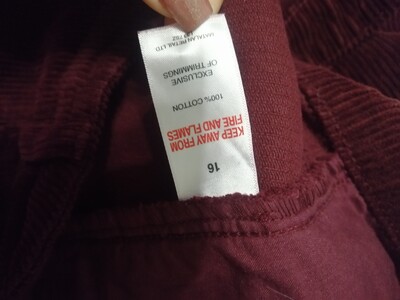 16
KEEP AWAY FROM
FIRE AND FLAMES
100% COTTON
EXCLUSIVE
OF TRIMMINGS
MATALAN RETAIL LTD